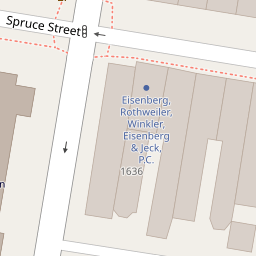 Spruce Street
Eisenberg,
Rothweiler,
Winkler,
Eisenberg
& Jeck,
P.C.
1636